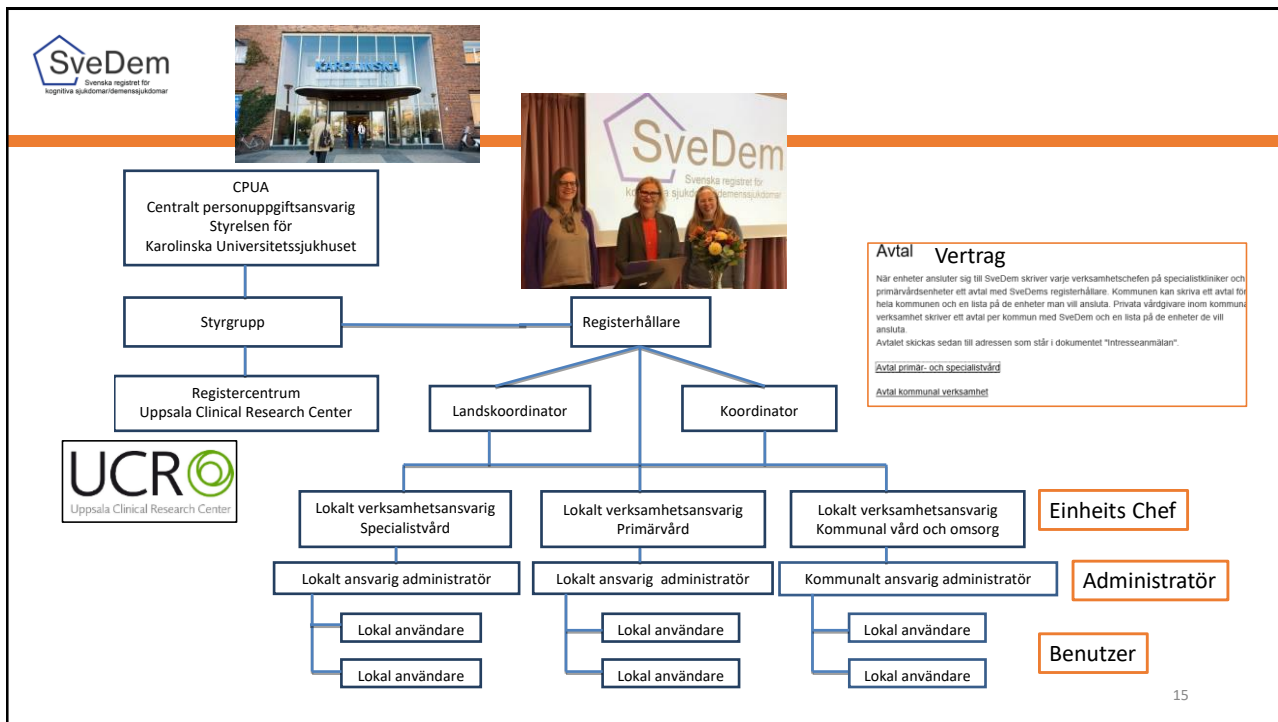 SveDem
Svenska registret för
kognitiva sjukdomar/demenssjukdomar
KAROLINSKA
SveDem
Svenska registret för
kognitiva sjukdomar/demenssjukdomar
CPUA
Centralt personuppgiftsansvarig
Styrelsen för
Karolinska Universitetssjukhuset
Styrgrupp
Registerhållare
Registercentrum
Uppsala Clinical Research Center
Landskoordinator
Koordinator
Avtal Vertrag
När enheter ansluter sig till SveDem skriver varje verksamhetschefen på specialistkliniker och
primärvårdsenheter ett avtal med SveDems registerhållare. Kommunen kan skriva ett avtal för
hela kommunen och en lista på de enheter man vill ansluta. Privata vårdgivare inom kommuna
verksamhet skriver ett avtal per kommun med SveDem och en lista på de enheter de vill
ansluta.
Avtalet skickas sedan till adressen som står i dokumentet "Intresseanmälan".
Avtal primär- och specialistvård
Avtal kommunal verksamhet
UCR
Uppsala Clinical Research Center
Lokalt verksamhetsansvarig
Specialistvård
Lokalt verksamhetsansvarig
Primärvård
Lokalt verksamhetsansvarig
Kommunal vård och omsorg
Einheits Chef
Lokalt ansvarig administratör
Lokalt ansvarig administratör
Kommunalt ansvarig administratör
Administratör
Lokal användare
Lokal användare
Lokal användare
Lokal användare
Lokal användare
Lokal användare
Benutzer
15